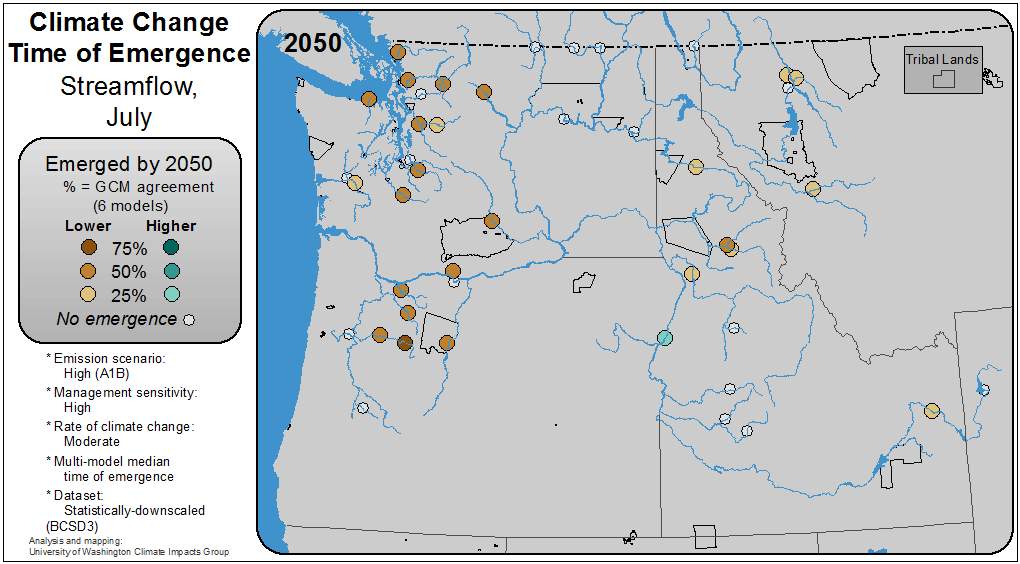 Climate Change
Time of Emergence
Streamflow,
July
Emerged by 2050
% = GCM agreement
(6 models)
Lower Higher
75%
50%
25%
No emergence
* Emission scenario:
High (A1B)
* Management sensitivity:
High
* Rate of climate change:
Moderate
* Multi-model median
time of emergence
* Dataset:
Statistically-downscaled
(BCSD3)
Analysis and mapping:
University of Washington Climate Impacts Group
2050
Tribal Lands